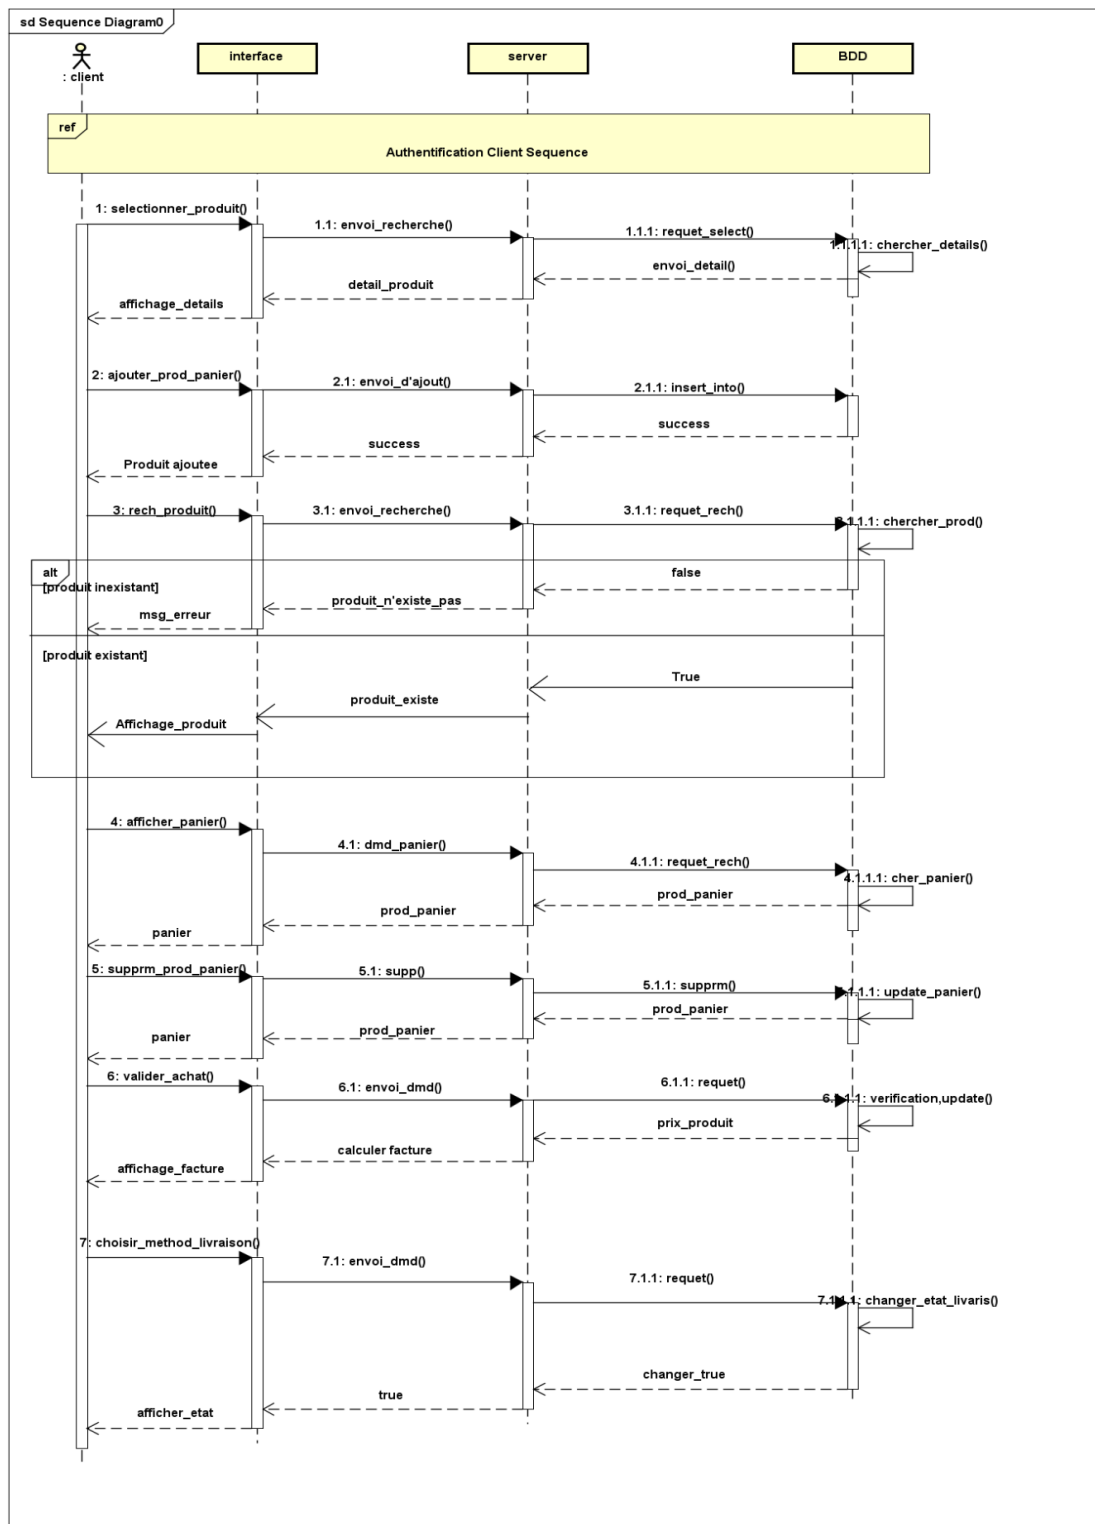 sd Sequence Diagram0
: client
interface
server
BDD
ref
Authentification Client Sequence
1: selectionner_produit()
1.1: envoi_recherche()
1.1.1: requet_select()
1.1.1.1: chercher_details()
envoi_detail()
detail_produit
affichage_details
2: ajouter_prod_panier()
2.1: envoi_d'ajout()
2.1.1: insert_into()
success
success
Produit ajoutee
3: rech_produit()
3.1: envoi_recherche()
3.1.1: requet_rech()
3.1.1.1: chercher_prod()
alt
[produit inexistant]
false
produit_n'existe_pas
msg_erreur
[produit existant]
True
produit_existe
Affichage_produit
4: afficher_panier()
4.1: dmd_panier()
4.1.1: requet_rech()
4.1.1.1: cher_panier()
prod_panier
prod_panier
panier
5: supprm_prod_panier()
5.1: supp()
5.1.1: supprm()
5.1.1.1: update_panier()
prod_panier
prod_panier
panier
6: valider_achat()
6.1: envoi_dmd()
6.1.1: requet()
6.1.1.1: verification,update()
prix_produit
calculer facture
affichage_facture
7: choisir_method_livraison()
7.1: envoi_dmd()
7.1.1: requet()
7.1.1.1: changer_etat_livaris()
changer_true
true
afficher_etat